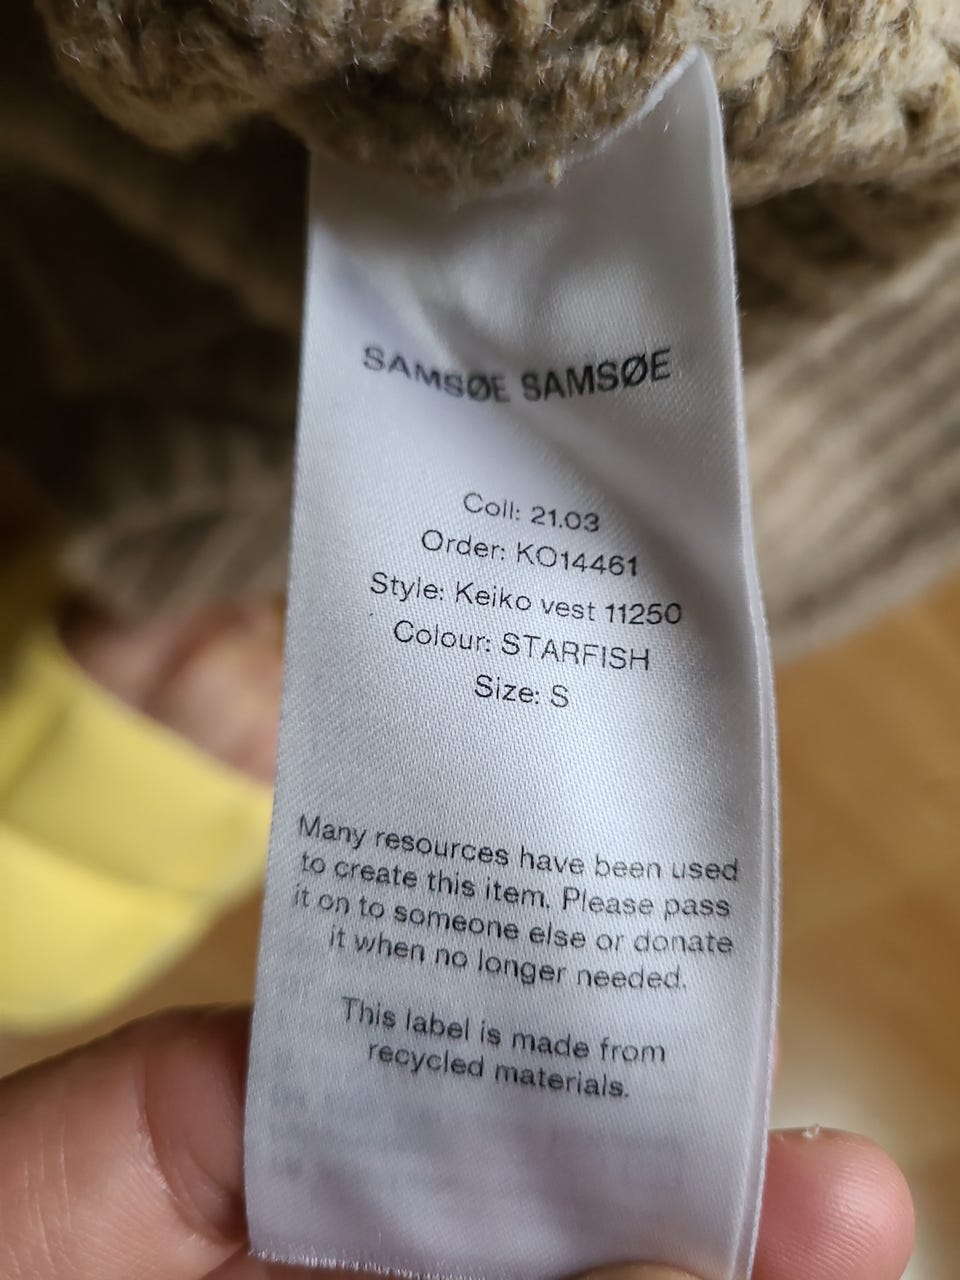 SAMSØE SAMSØE
Coll: 21.03
Order: KO14461
Style: Keiko vest 11250
Colour: STARFISH
Size: S
Many resources have been used
to create this item. Please pass
it on to someone else or donate
it when no longer needed.
This label is made from
recycled materials.